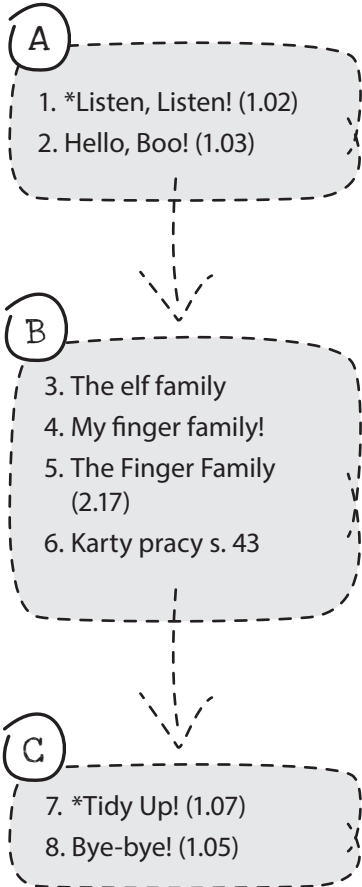 A
1. *Listen, Listen! (1.02)
2. Hello, Boo! (1.03)
B
3. The elf family
4. My finger family!
5. The Finger Family
(2.17)
6. Karty pracy s. 43
C
7. *Tidy Up! (1.07)
8. Bye-bye! (1.05)